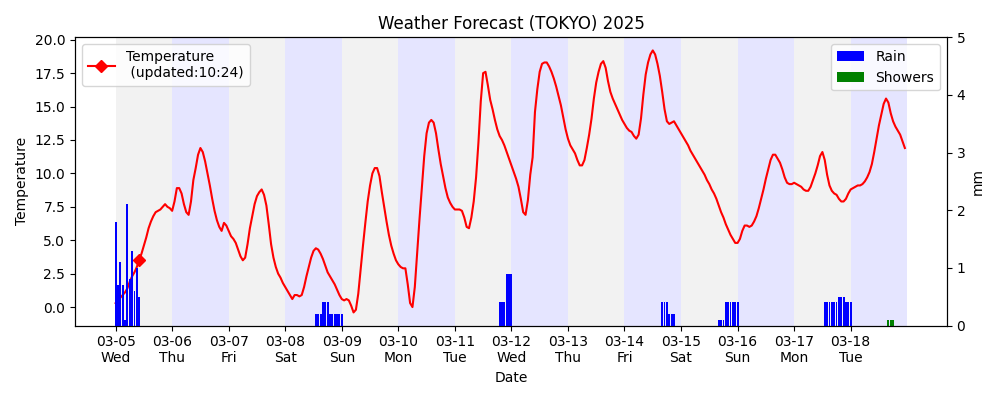 Weather Forecast (TOKYO) 2025
Temperature
(updated:10:24)
Rain
Showers
20.0
17.5
15.0
12.5
10.0
7.5
5.0
2.5
0.0
Temperature
5
4
3
2
1
0
mm
03-05 03-06 03-07 03-08 03-09 03-10 03-11 03-12 03-13 03-14 03-15 03-16 03-17 03-18
Wed Thu Fri Sat Sun Mon Tue Wed Thu Fri Sat Sun Mon Tue
Date